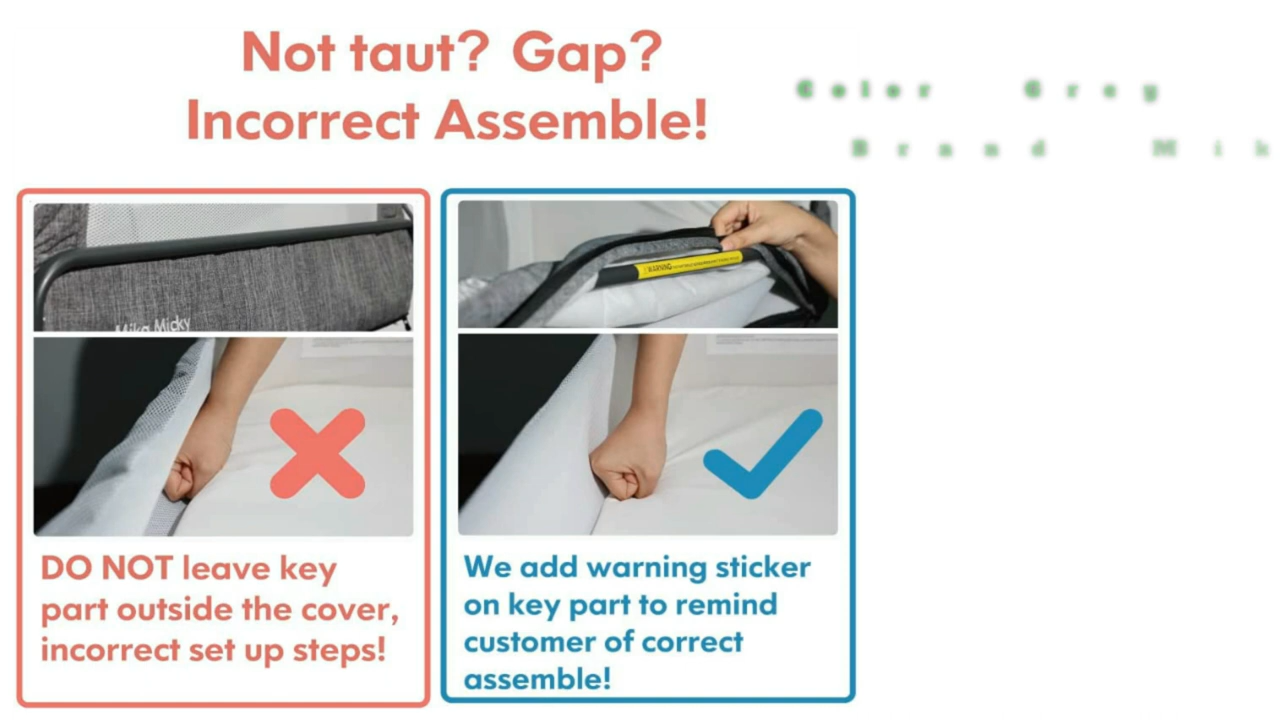 Not taut? Gap?
Incorrect Assemble!
Color Grey
Brand Mik
Mika Micky
DO NOT leave key
part outside the cover,
incorrect set up steps!
We add warning sticker
on key part to remind
customer of correct
assemble!